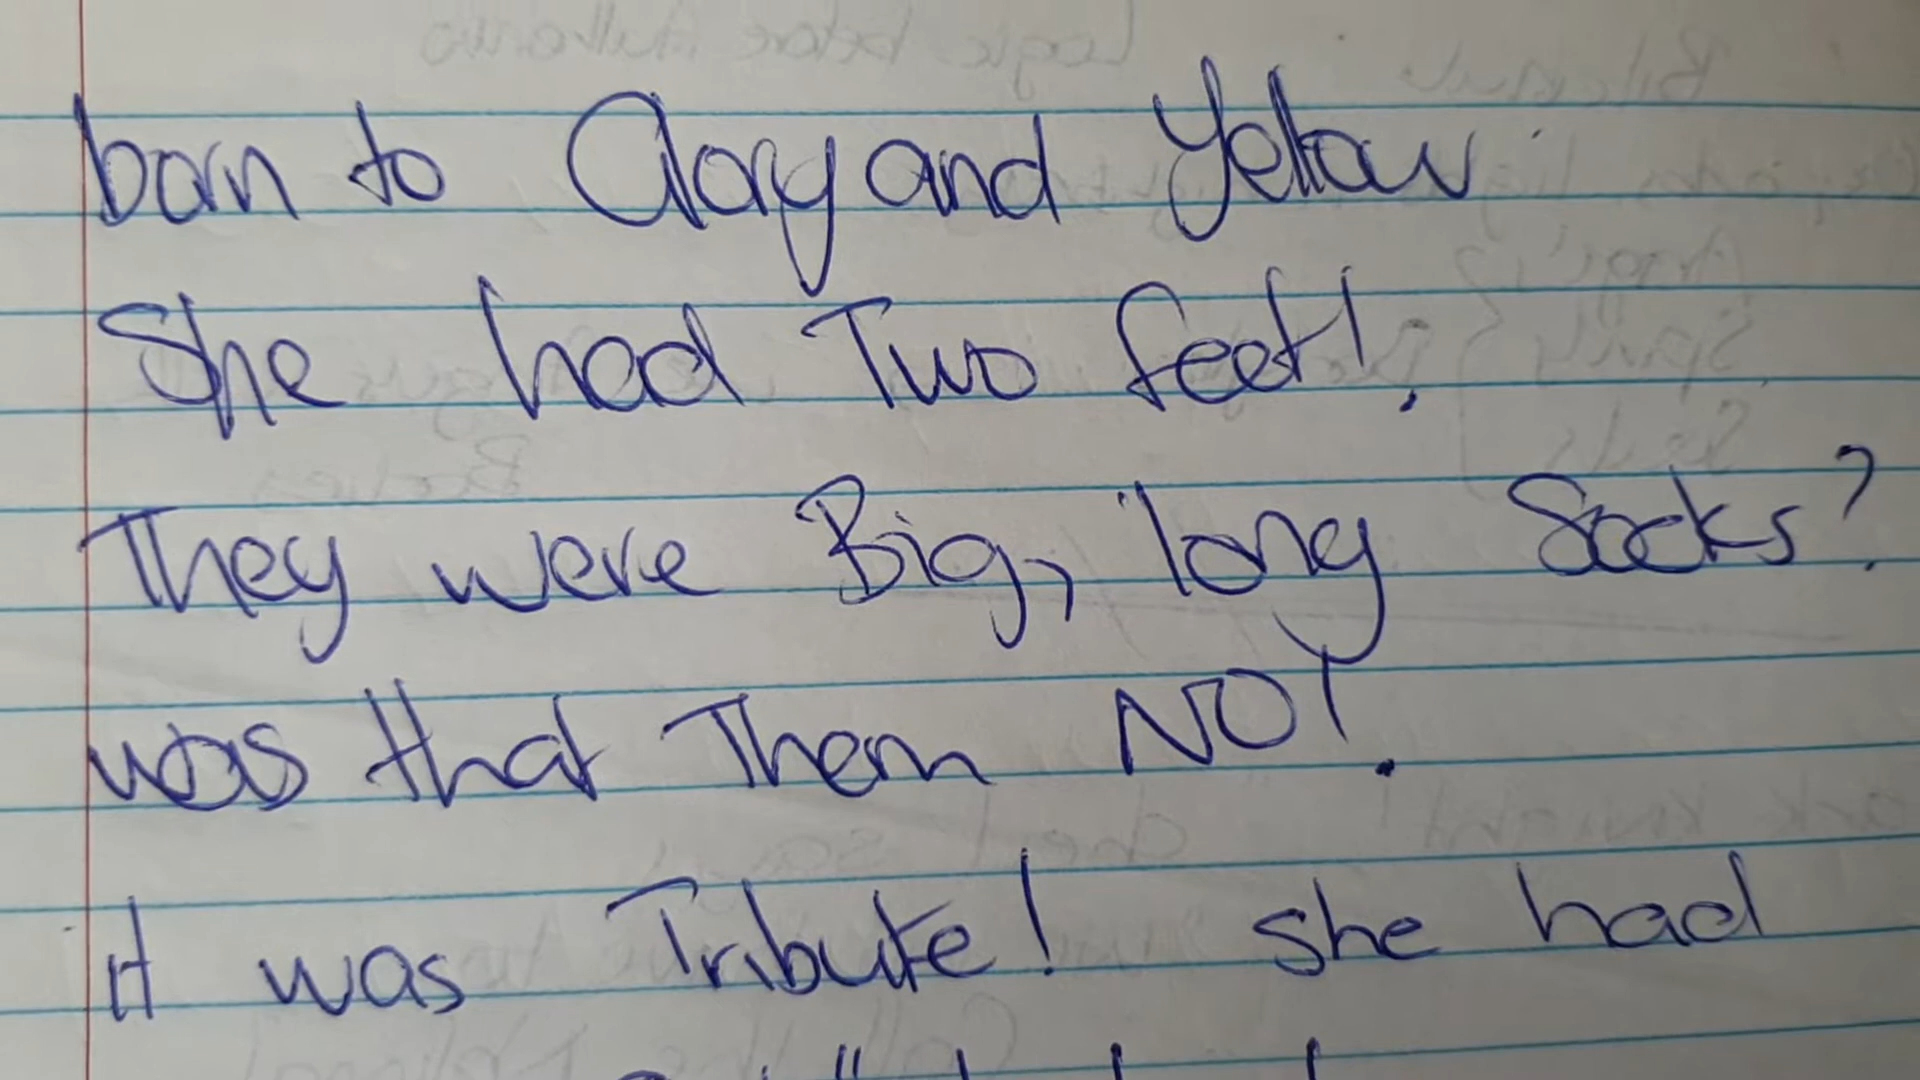 born to Glory and Yellow
She had Two feet!
They were Big, long Socks?
was that Them NO!
it was Tribute! she had